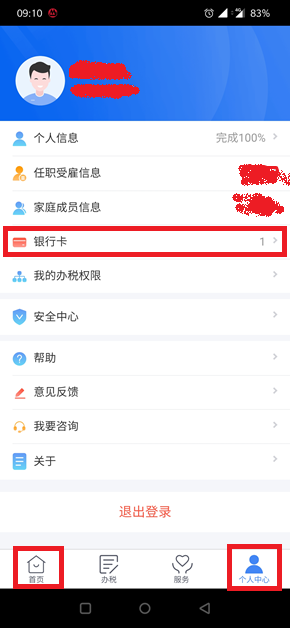 09:10 83%
个人信息 完成100%
任职受雇信息
家庭成员信息
银行卡 1
我的办税权限
安全中心
帮助
意见反馈
我要咨询
关于
退出登录
首页 办税 服务 个人中心